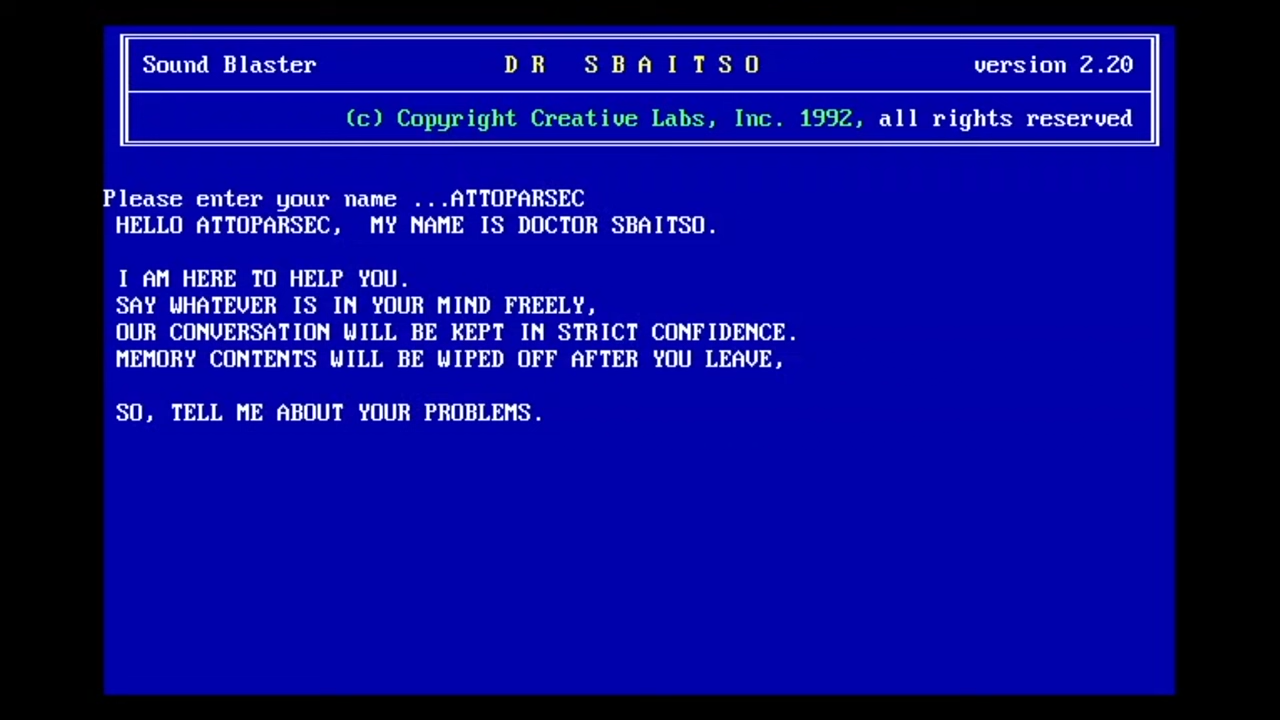 Sound Blaster D R S B A I T S O version 2.20
(c) Copyright Creative Labs, Inc. 1992, all rights reserved
Please enter your name ...ATTOPARSEC
HELLO ATTOPARSEC, MY NAME IS DOCTOR SBAITSO.
I AM HERE TO HELP YOU.
SAY WHATEVER IS IN YOUR MIND FREELY,
OUR CONVERSATION WILL BE KEPT IN STRICT CONFIDENCE.
MEMORY CONTENTS WILL BE WIPED OFF AFTER YOU LEAVE,
SO, TELL ME ABOUT YOUR PROBLEMS.